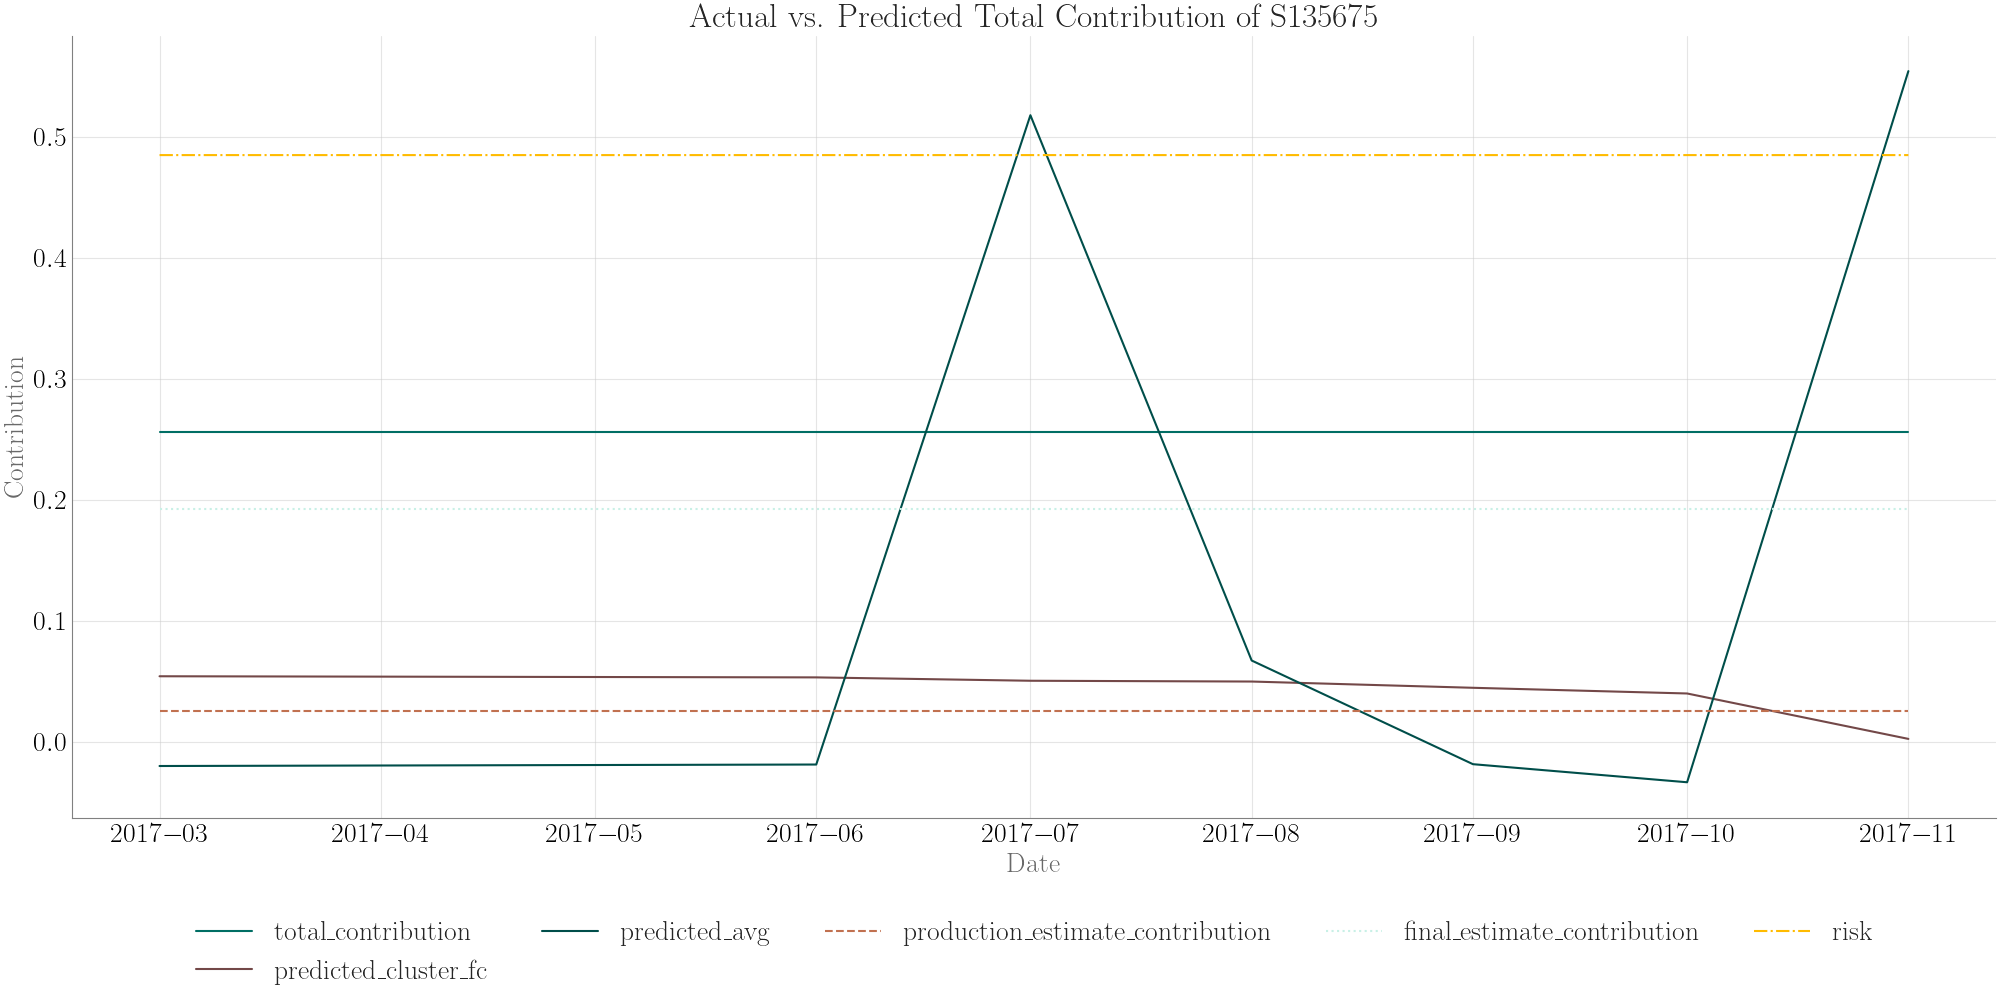 Actual vs. Predicted Total Contribution of S135675
Contribution
0.5
0.4
0.3
0.2
0.1
0.0
2017–03 2017–04 2017–05 2017–06 2017–07 2017–08 2017–09 2017–10 2017–11
Date
total_contribution predicted_avg production_estimate_contribution final_estimate_contribution risk
predicted_cluster_fc